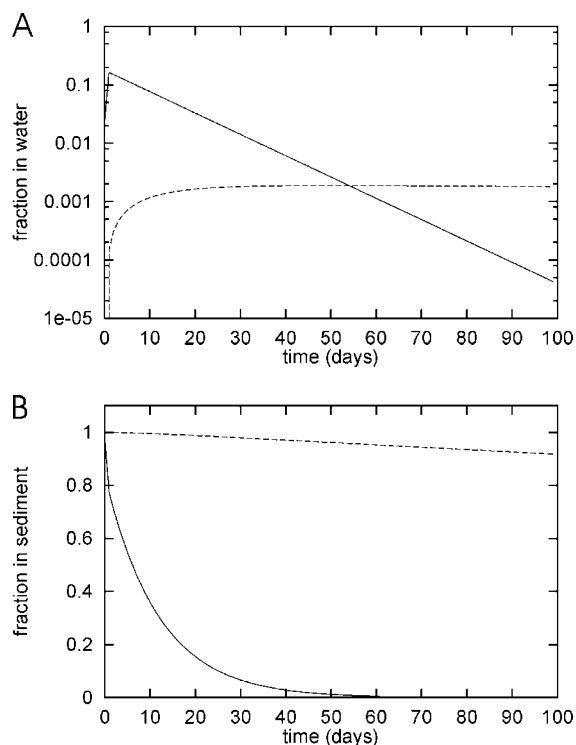 A
fraction in water
1
0.1
0.01
0.001
0.0001
1e-05
0 10 20 30 40 50 60 70 80 90 100
time (days)
B
fraction in sediment
1
0.8
0.6
0.4
0.2
0
0 10 20 30 40 50 60 70 80 90 100
time (days)